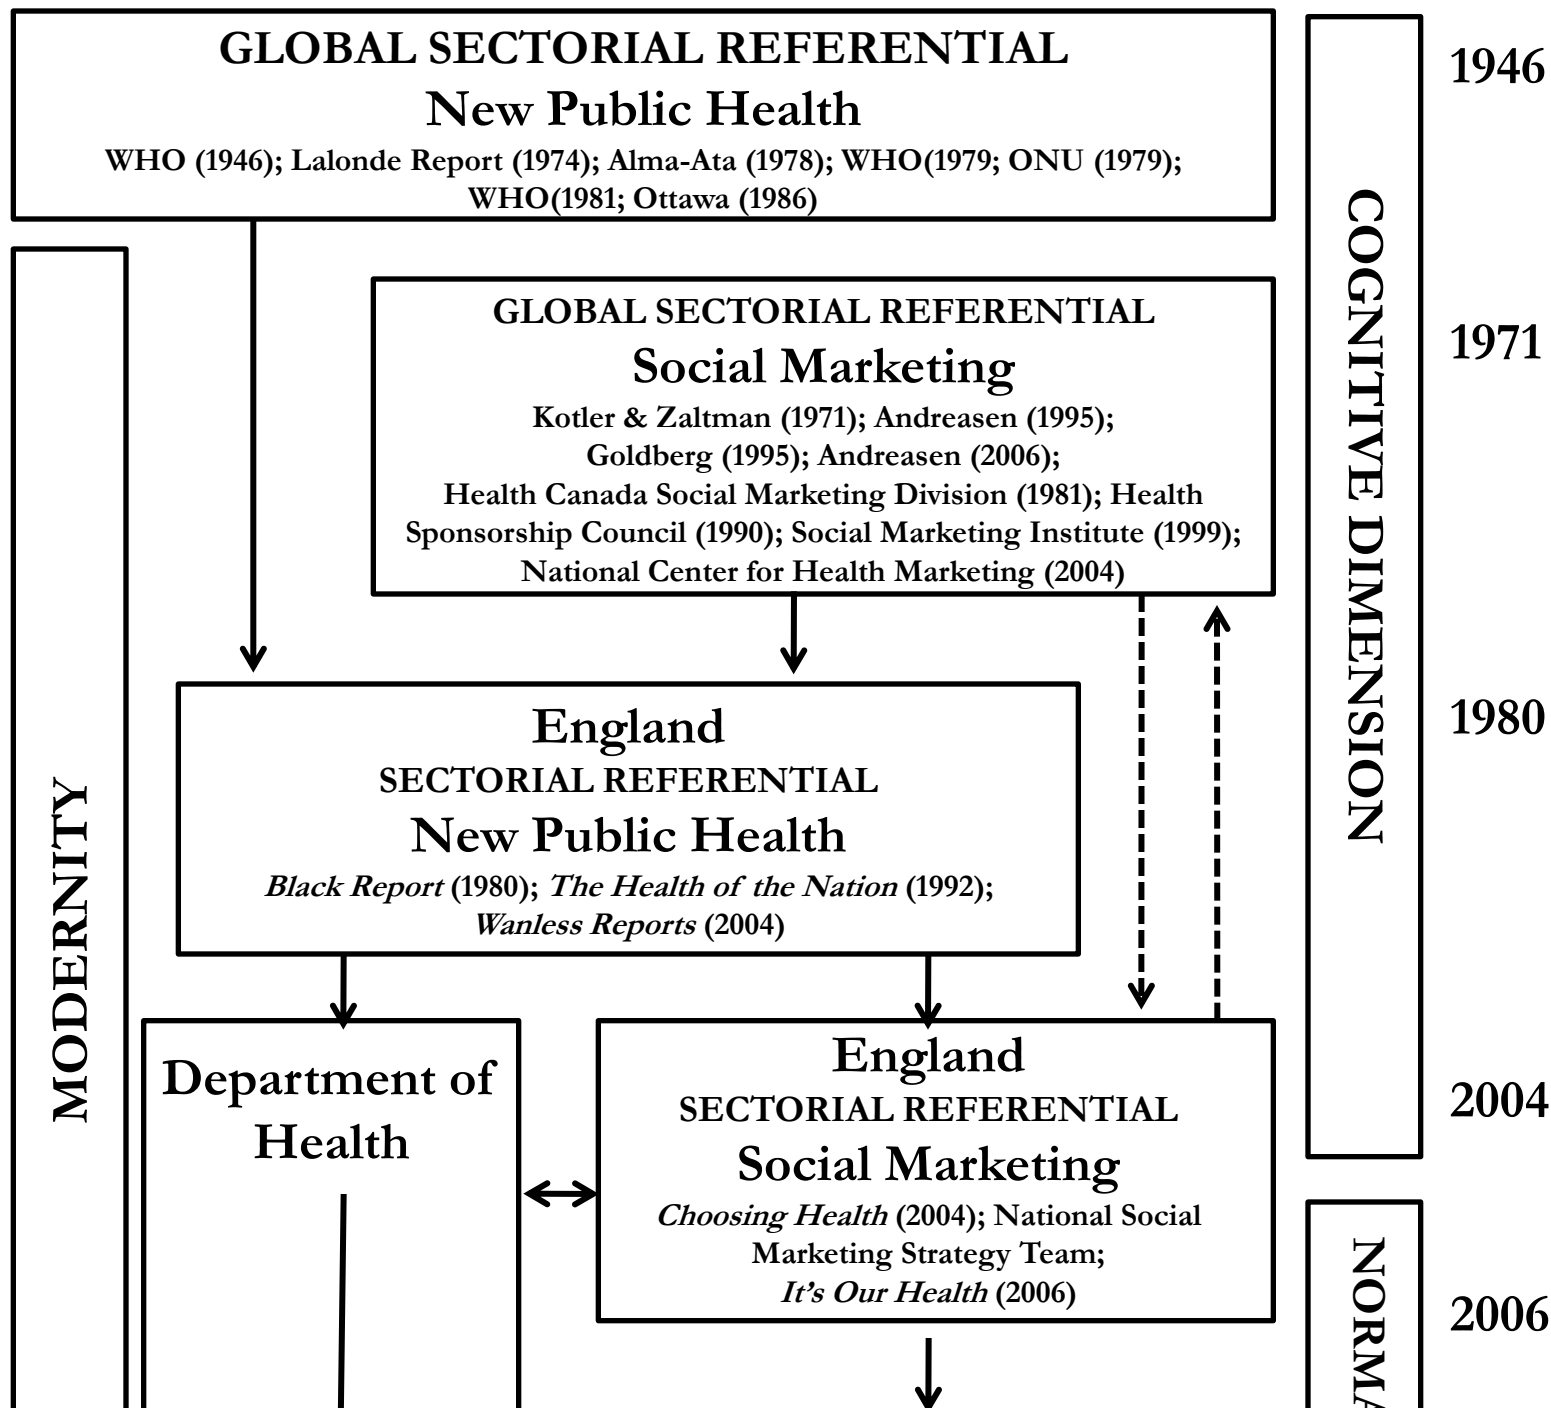 GLOBAL SECTORIAL REFERENTIAL
New Public Health
WHO (1946); Lalonde Report (1974); Alma-Ata (1978); WHO(1979; ONU (1979);
WHO(1981; Ottawa (1986)
1946
COGNITIVE DIMENSION
GLOBAL SECTORIAL REFERENTIAL
Social Marketing
Kotler & Zaltman (1971); Andreasen (1995);
Goldberg (1995); Andreasen (2006);
Health Canada Social Marketing Division (1981); Health
Sponsorship Council (1990); Social Marketing Institute (1999);
National Center for Health Marketing (2004)
1971
MODERNITY
England
SECTORIAL REFERENTIAL
New Public Health
Black Report (1980); The Health of the Nation (1992);
Wanless Reports (2004)
1980
Department of
Health
England
SECTORIAL REFERENTIAL
Social Marketing
Choosing Health (2004); National Social
Marketing Strategy Team;
It's Our Health (2006)
2004
NORMA
2006